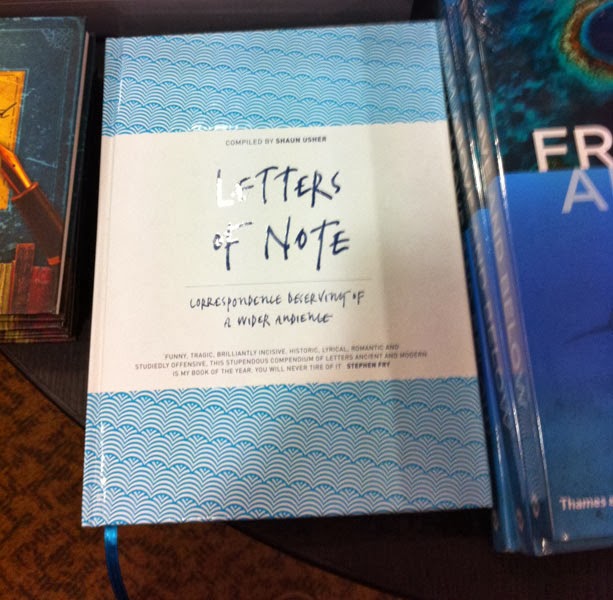 COMPILED BY SHAUN USHER
LETTERS
OF NOTE
CORRESPONDENCE DESERVING OF
A WIDER AUDIENCE
'FUNNY, TRAGIC, BRILLIANTLY INCISIVE, HISTORIC, LYRICAL, ROMANTIC AND
STUDIEDLY OFFENSIVE, THIS STUPENDOUS COMPENDIUM OF LETTERS ANCIENT AND MODERN
IS MY BOOK OF THE YEAR. YOU WILL NEVER TIRE OF IT' STEPHEN FRY
FR
A
Thames